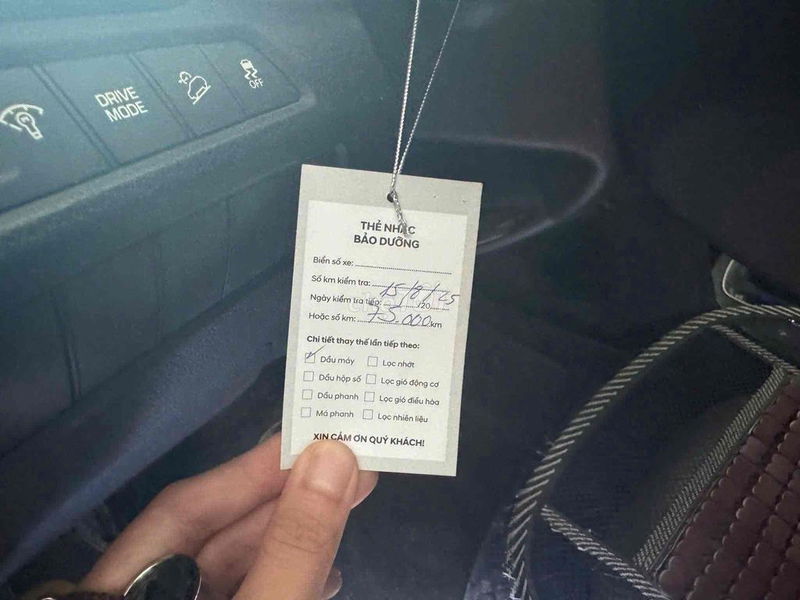 DRIVE
MODE
OFF
THẺ NHẮC
BẢO DƯỠNG
Biển số xe:
Số km kiểm tra:
Ngày kiểm tra tiếp: 15/8/25 /20
Hoặc số km: 75.000 km
Chi tiết thay thế lần tiếp theo:
Dầu máy Lọc nhớt
Dầu hộp số Lọc gió động cơ
Dầu phanh Lọc gió điều hòa
Má phanh Lọc nhiên liệu
XIN CẢM ƠN QUÝ KHÁCH!